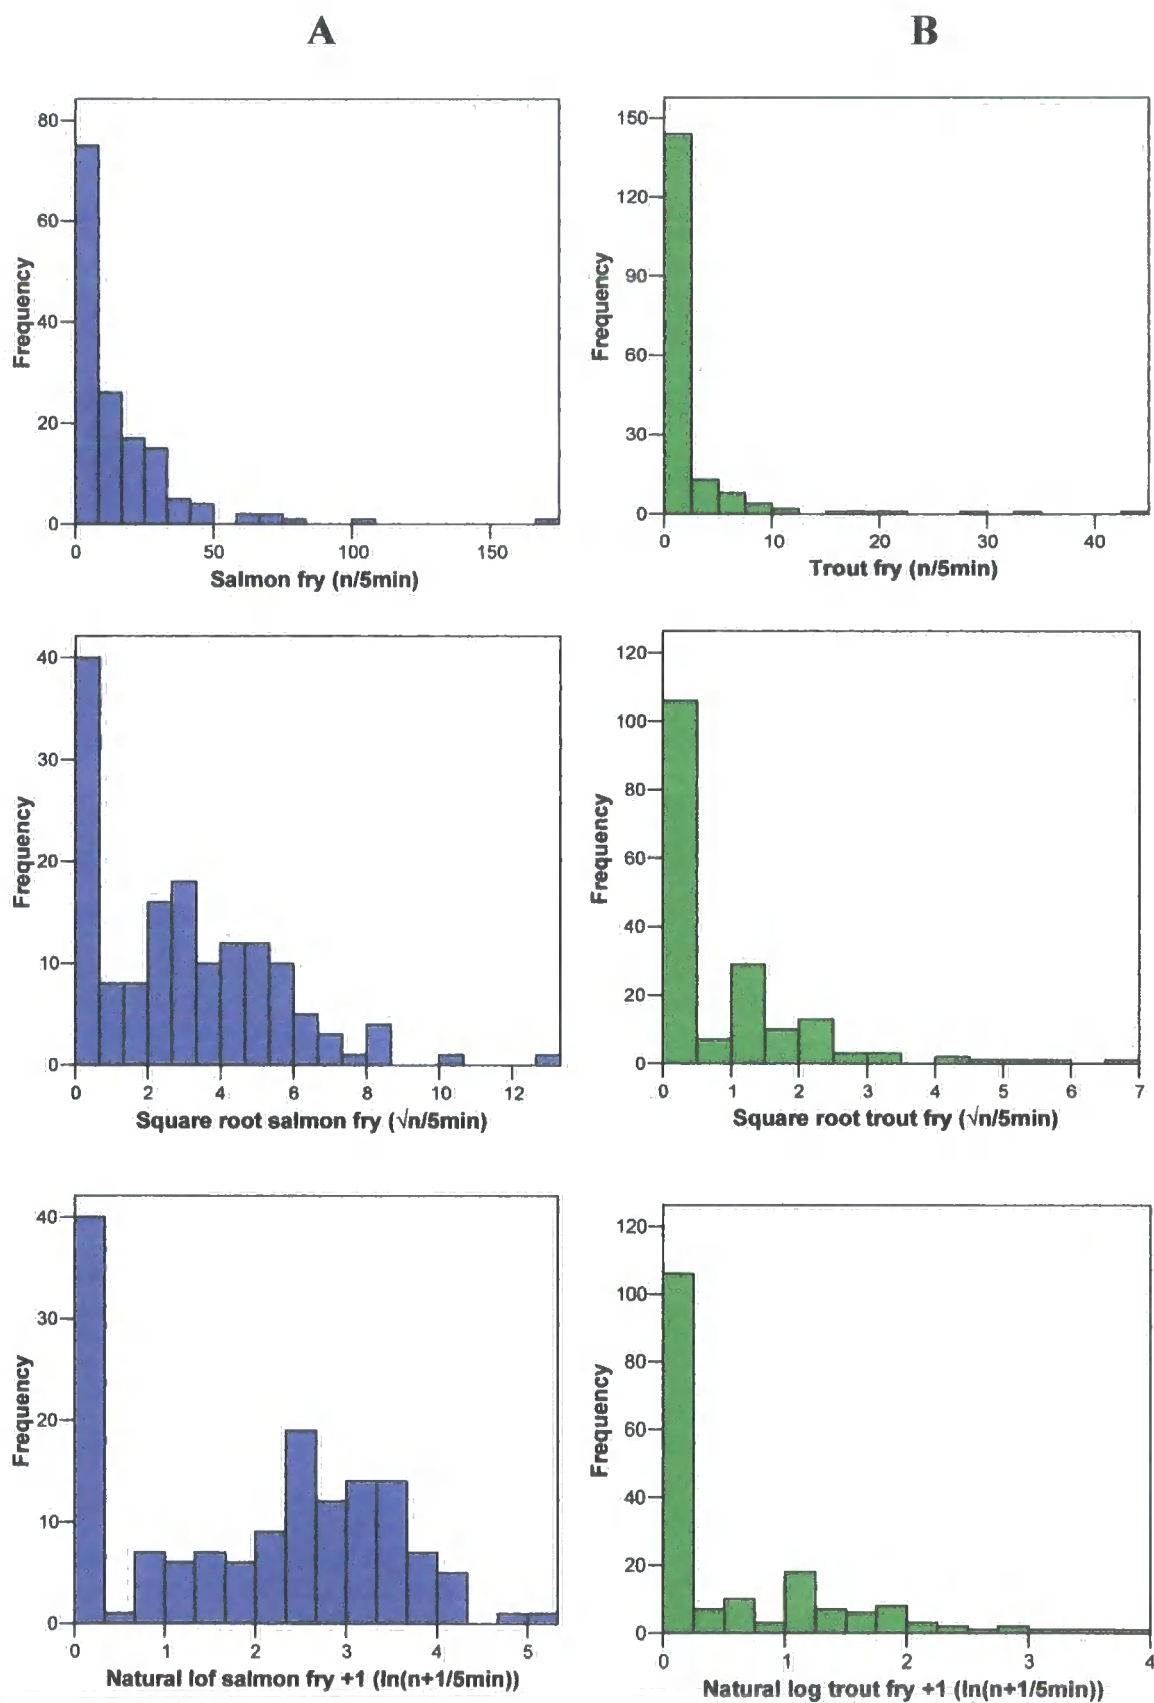 A
B
80
60
40
20
0
Frequency
0 50 100 150
Salmon fry (n/5min)
150
120
90
60
30
0
Frequency
0 10 20 30 40
Trout fry (n/5min)
40
30
20
10
0
Frequency
0 2 4 6 8 10 12
Square root salmon fry (√n/5min)
120
100
80
60
40
20
0
Frequency
0 1 2 3 4 5 6 7
Square root trout fry (√n/5min)
40
30
20
10
0
Frequency
0 1 2 3 4 5
Natural lof salmon fry +1 (ln(n+1/5min))
120
100
80
60
40
20
0
Frequency
0 1 2 3 4
Natural log trout fry +1 (ln(n+1/5min))